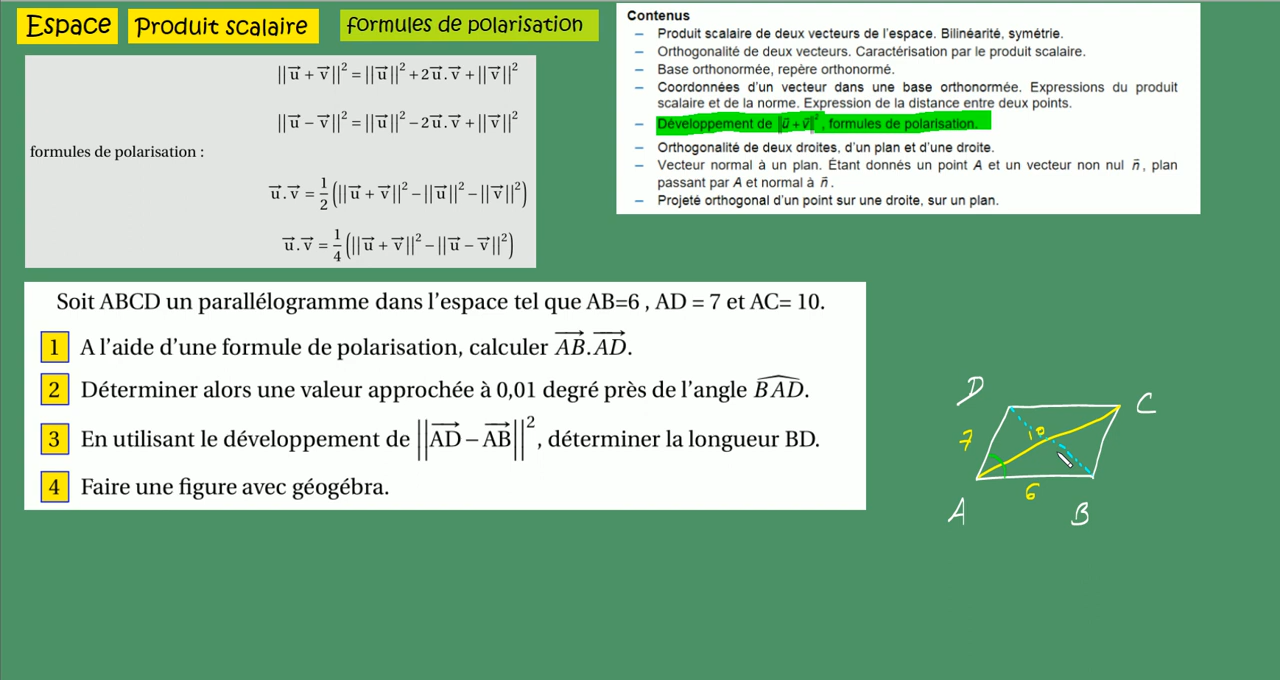 Espace Produit scalaire formules de polarisation
||u⃗ + v⃗||² = ||u⃗||² + 2u⃗.v⃗ + ||v⃗||²
||u⃗ − v⃗||² = ||u⃗||² − 2u⃗.v⃗ + ||v⃗||²
formules de polarisation :
u⃗.v⃗ = 1/2 (||u⃗ + v⃗||² − ||u⃗||² − ||v⃗||²)
u⃗.v⃗ = 1/4 (||u⃗ + v⃗||² − ||u⃗ − v⃗||²)
Contenus
– Produit scalaire de deux vecteurs de l'espace. Bilinéarité, symétrie.
– Orthogonalité de deux vecteurs. Caractérisation par le produit scalaire.
– Base orthonormée, repère orthonormé.
– Coordonnées d'un vecteur dans une base orthonormée. Expressions du produit
scalaire et de la norme. Expression de la distance entre deux points.
– Développement de ||u⃗ + v⃗||², formules de polarisation.
– Orthogonalité de deux droites, d'un plan et d'une droite.
– Vecteur normal à un plan. Étant donnés un point A et un vecteur non nul n⃗, plan
passant par A et normal à n⃗.
– Projeté orthogonal d'un point sur une droite, sur un plan.
Soit ABCD un parallélogramme dans l'espace tel que AB=6 , AD = 7 et AC= 10.
1 A l'aide d'une formule de polarisation, calculer AB⃗.AD⃗.
2 Déterminer alors une valeur approchée à 0,01 degré près de l'angle B̂AD.
3 En utilisant le développement de ||AD⃗ − AB⃗||², déterminer la longueur BD.
4 Faire une figure avec géogébra.
D C
7 10
6
A B